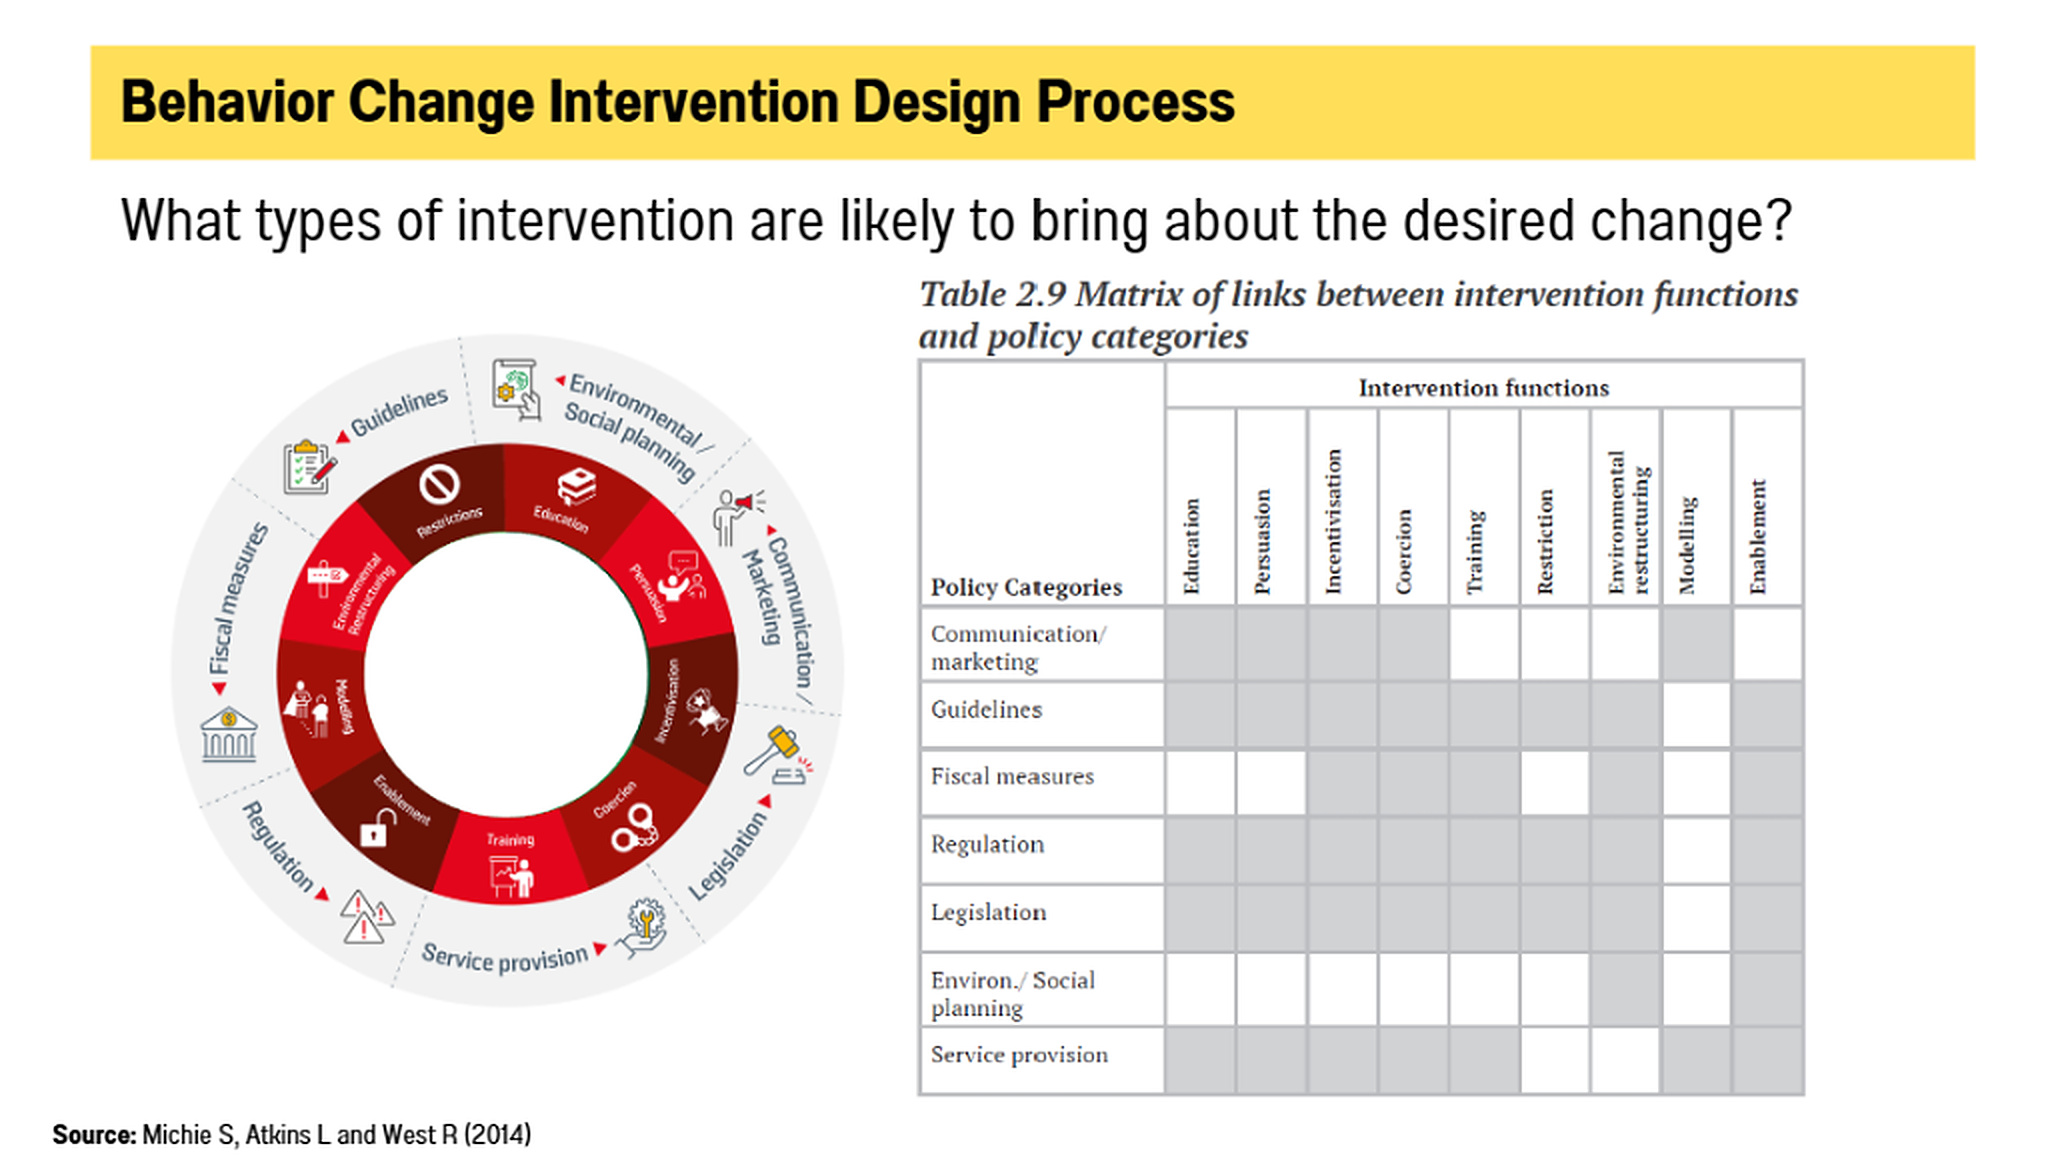 Behavior Change Intervention Design Process
What types of intervention are likely to bring about the desired change?
Guidelines
Environmental /
Social planning
Communication /
Marketing
Legislation
Service provision
Regulation
Fiscal measures
Restrictions
Education
Persuasion
Incentivisation
Coercion
Training
Enablement
Modelling
Environmental
Restructuring
Table 2.9 Matrix of links between intervention functions
and policy categories
Intervention functions
Policy Categories
Education
Persuasion
Incentivisation
Coercion
Training
Restriction
Environmental
restructuring
Modelling
Enablement
Communication/
marketing
Guidelines
Fiscal measures
Regulation
Legislation
Environ./ Social
planning
Service provision
Source: Michie S, Atkins L and West R (2014)